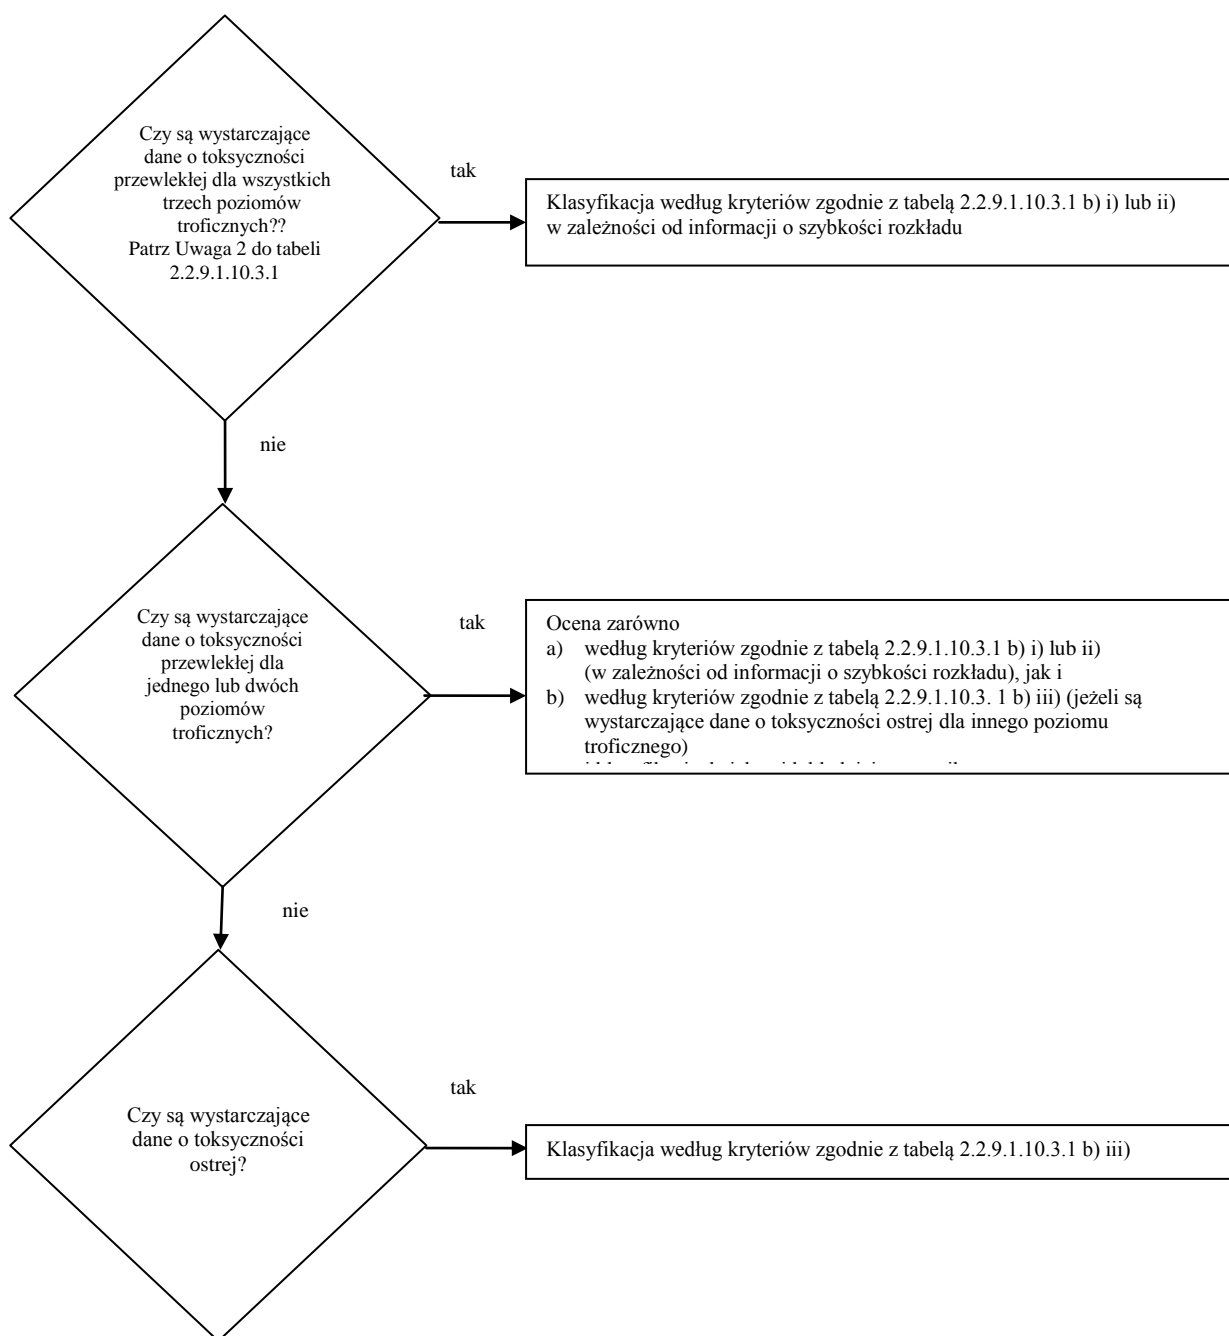 Czy są wystarczające
dane o toksyczności
przewlekłej dla wszystkich
trzech poziomów
troficznych??
Patrz Uwaga 2 do tabeli
2.2.9.1.10.3.1
tak
Klasyfikacja według kryteriów zgodnie z tabelą 2.2.9.1.10.3.1 b) i) lub ii)
w zależności od informacji o szybkości rozkładu
nie
Czy są wystarczające
dane o toksyczności
przewlekłej dla
jednego lub dwóch
poziomów
troficznych?
tak
Ocena zarówno
a) według kryteriów zgodnie z tabelą 2.2.9.1.10.3.1 b) i) lub ii)
(w zależności od informacji o szybkości rozkładu), jak i
b) według kryteriów zgodnie z tabelą 2.2.9.1.10.3. 1 b) iii) (jeżeli są
wystarczające dane o toksyczności ostrej dla innego poziomu
troficznego)
nie
Czy są wystarczające
dane o toksyczności
ostrej?
tak
Klasyfikacja według kryteriów zgodnie z tabelą 2.2.9.1.10.3.1 b) iii)